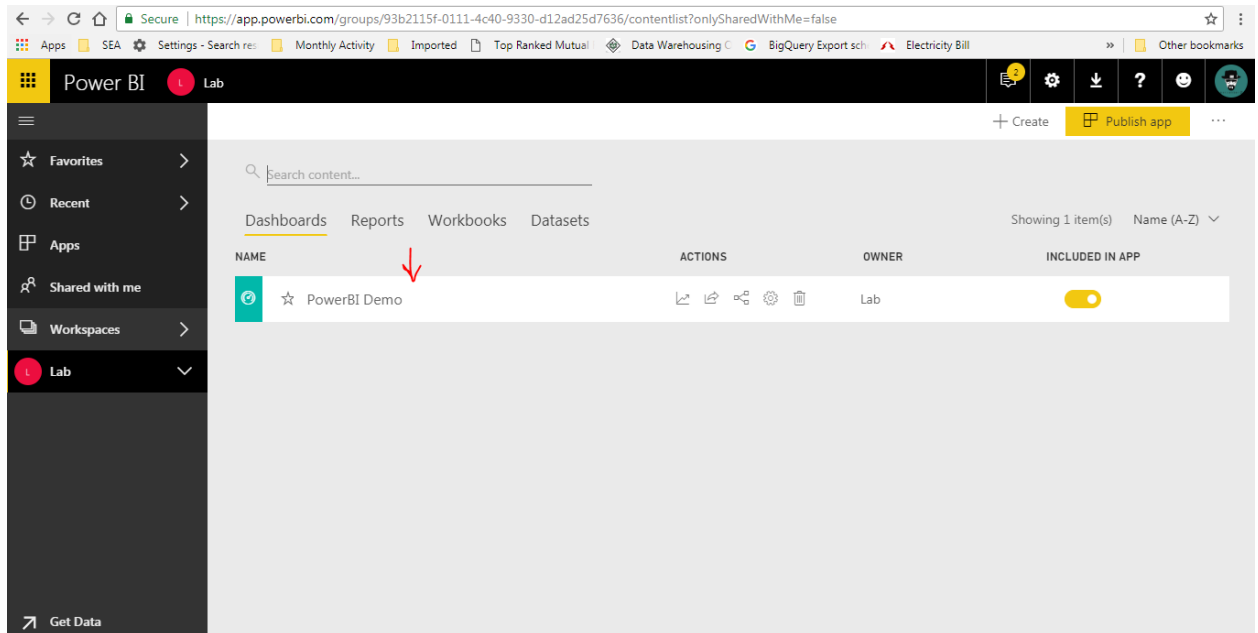 Secure https://app.powerbi.com/groups/93b2115f-0111-4c40-9330-d12ad25d7636/contentlist?onlySharedWithMe=false
Apps SEA Settings - Search res Monthly Activity Imported Top Ranked Mutual Data Warehousing C G BigQuery Export sch Electricity Bill » Other bookmarks
Power BI L Lab 2 ?
+ Create Publish app ...
Favorites
Recent
Apps
Shared with me
Workspaces
L Lab
Get Data
Search content...
Dashboards Reports Workbooks Datasets Showing 1 item(s) Name (A-Z)
NAME ACTIONS OWNER INCLUDED IN APP
PowerBI Demo Lab